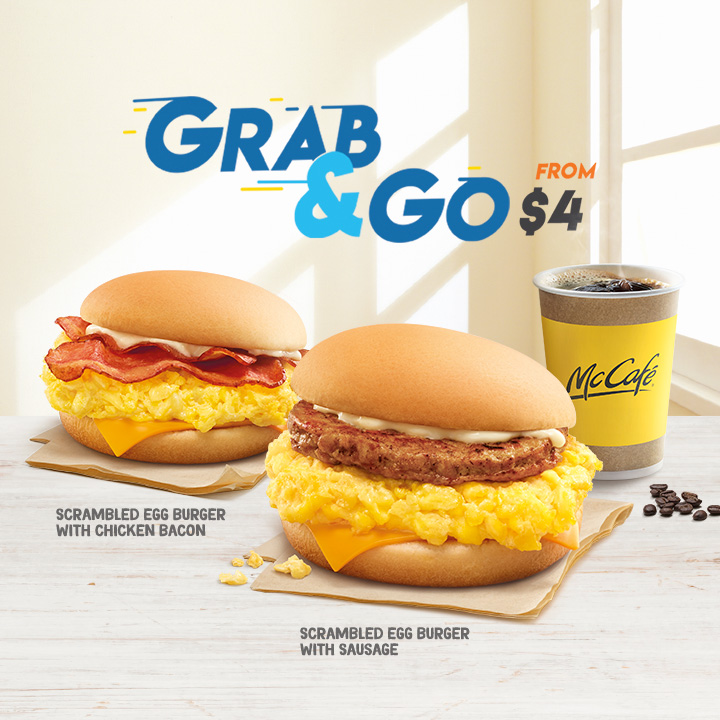 GRAB
&GO
FROM
$4
McCafé
SCRAMBLED EGG BURGER
WITH CHICKEN BACON
SCRAMBLED EGG BURGER
WITH SAUSAGE